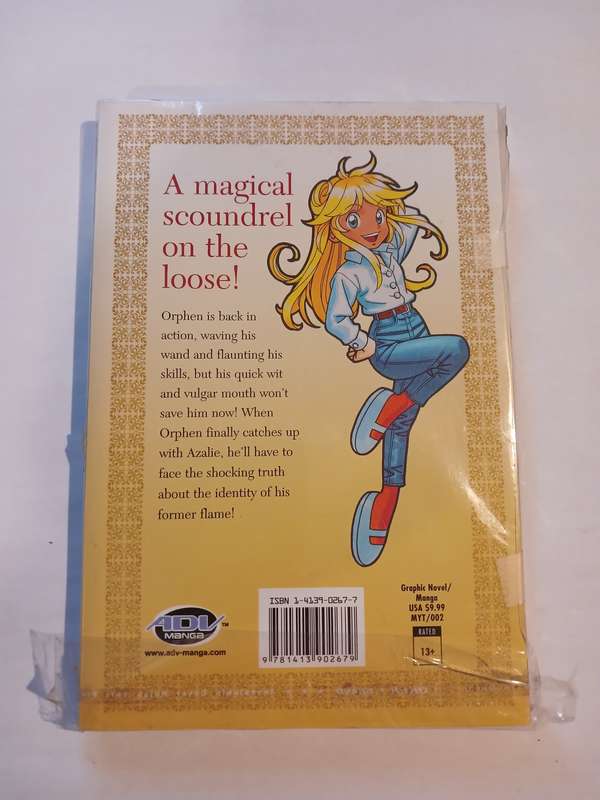 A magical
scoundrel
on the
loose!
Orphen is back in
action, waving his
wand and flaunting his
skills, but his quick wit
and vulgar mouth won't
save him now! When
Orphen finally catches up
with Azalie, he'll have to
face the shocking truth
about the identity of his
former flame!
ADV
MANGA
TM
www.adv-manga.com
ISBN 1-4139-0267-7
9 781413 902679
Graphic Novel/
Manga
USA $9.99
MYT/002
RATED
13+